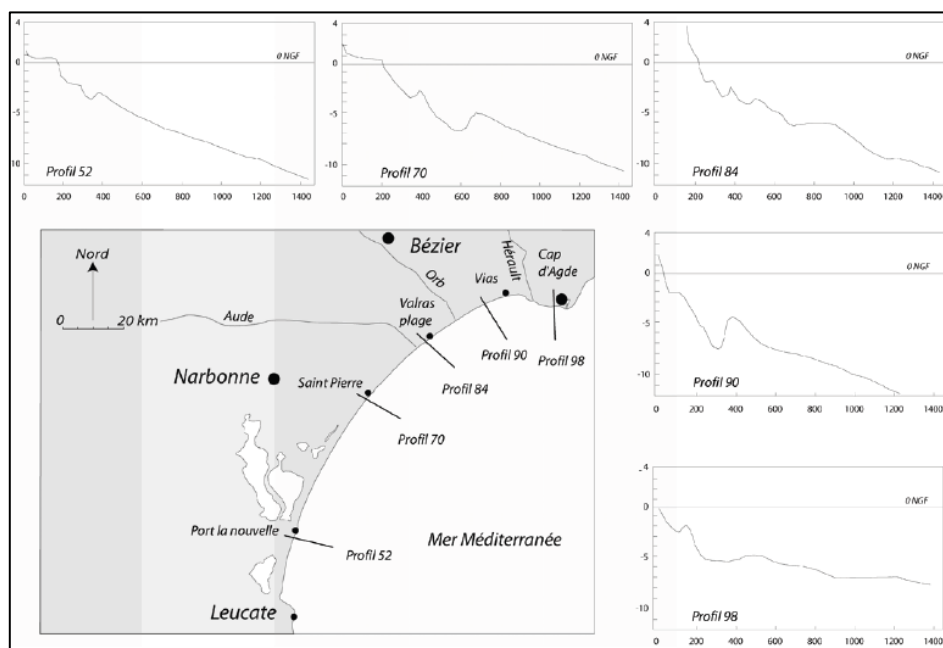 4
0
-5
-10
0 NGF
Profil 52
0 200 400 600 800 1000 1200 1400
4
0
-5
-10
0 NGF
Profil 70
0 200 400 600 800 1000 1200 1400
4
0
-5
-10
0 NGF
Profil 84
0 200 400 600 800 1000 1200 1400
Nord
0 20 km
Bézier
Orb
Hérault
Cap
d'Agde
Vias
Aude
Valras
plage
Profil 90
Profil 98
Narbonne
Saint Pierre
Profil 84
Profil 70
Port la nouvelle
Profil 52
Mer Méditerranée
Leucate
4
0
-5
-10
0 NGF
Profil 90
0 200 400 600 800 1000 1200 1400
4
0
-5
-10
0 NGF
Profil 98
0 200 400 600 800 1000 1200 1400